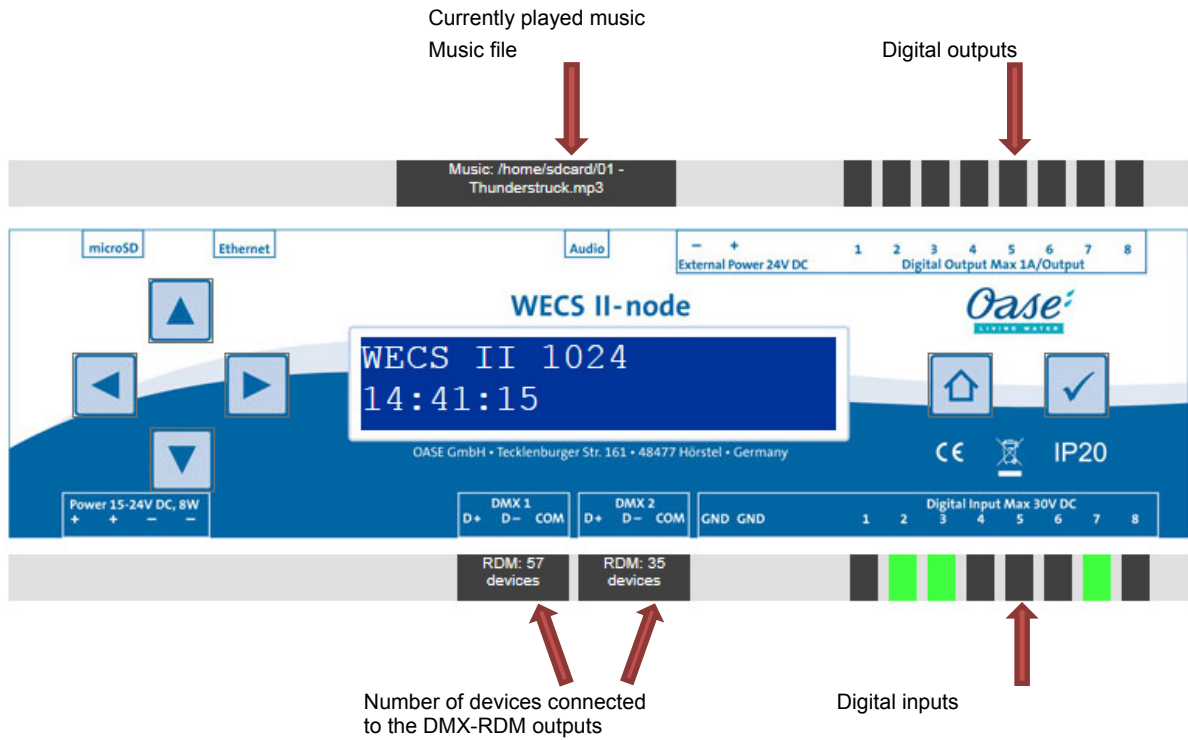 Currently played music
Music file
Digital outputs
Music: /home/sdcard/01 -
Thunderstruck.mp3
microSD
Ethernet
Audio
− +
External Power 24V DC
1 2 3 4 5 6 7 8
Digital Output Max 1A/Output
WECS II-node
Oase
LIVING WATER
WECS II 1024
14:41:15
OASE GmbH • Tecklenburger Str. 161 • 48477 Hörstel • Germany
CE
IP20
Power 15-24V DC, 8W
+ + − −
DMX 1
D+ D− COM
DMX 2
D+ D− COM
GND GND
Digital Input Max 30V DC
1 2 3 4 5 6 7 8
RDM: 57
devices
RDM: 35
devices
Number of devices connected
to the DMX-RDM outputs
Digital inputs